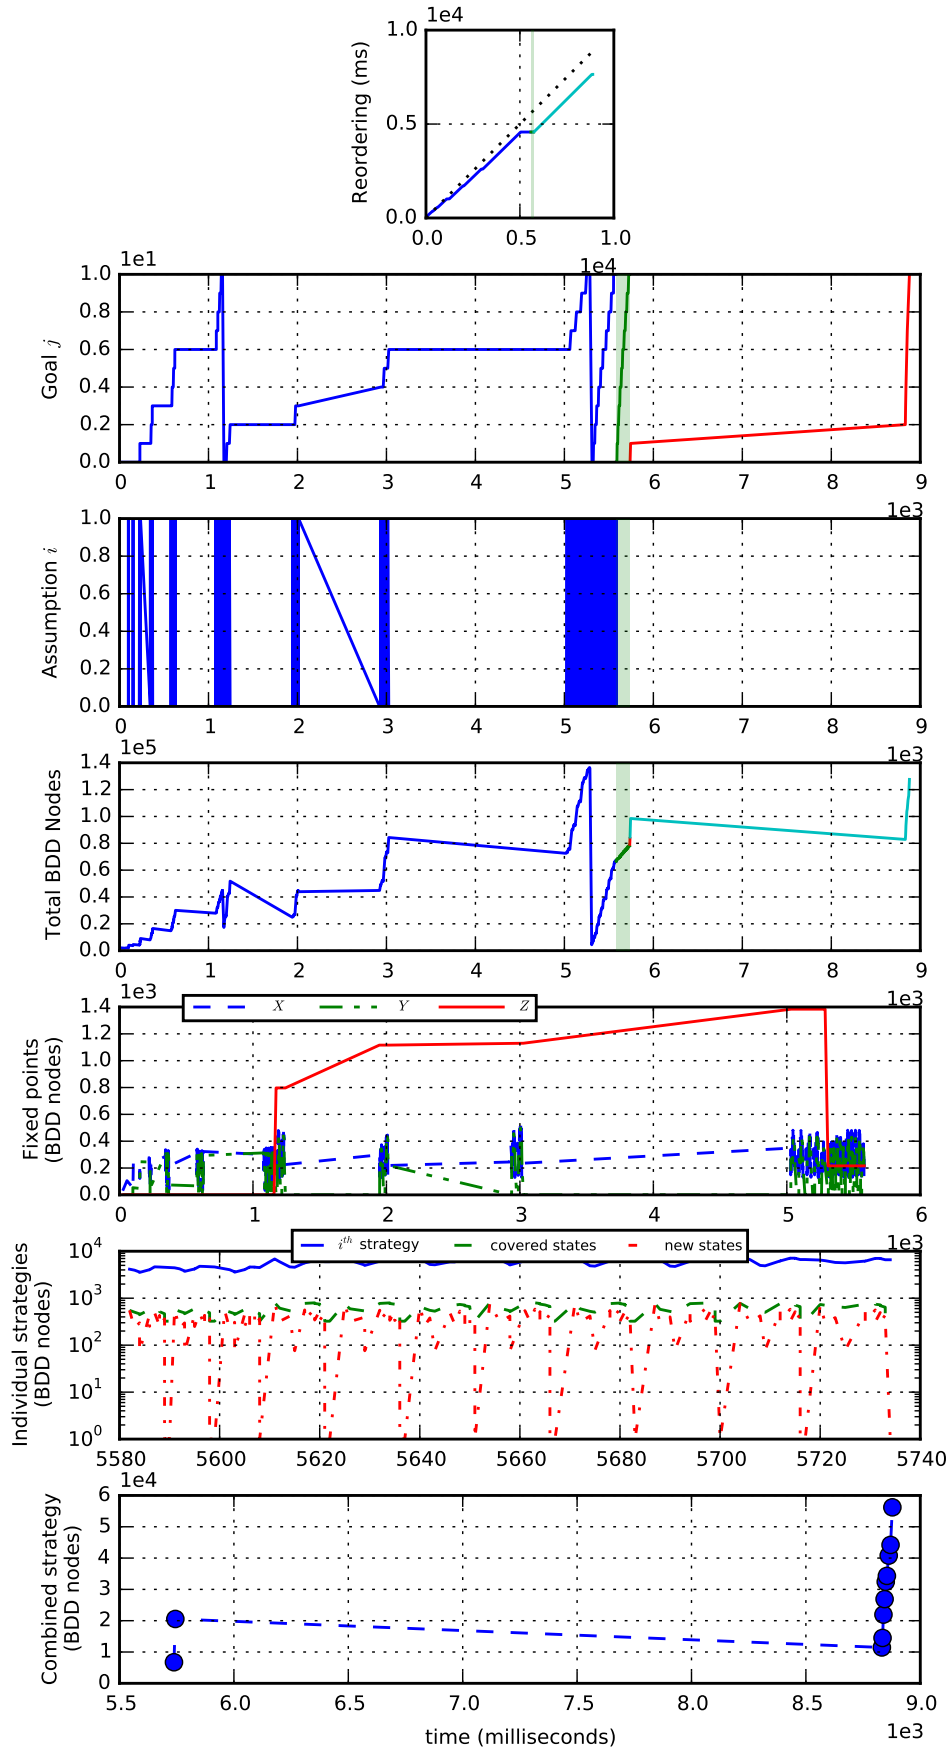 1e4
1.0
0.5
0.0
Reordering (ms)
0.0 0.5 1.0
1e4
1e1
1.0
0.8
0.6
0.4
0.2
0.0
Goal j
0 1 2 3 4 5 6 7 8 9
1e3
1.0
0.8
0.6
0.4
0.2
0.0
Assumption i
0 1 2 3 4 5 6 7 8 9
1e3
1e5
1.4
1.2
1.0
0.8
0.6
0.4
0.2
0.0
Total BDD Nodes
0 1 2 3 4 5 6 7 8 9
1e3
1e3
X Y Z
1.4
1.2
1.0
0.8
0.6
0.4
0.2
0.0
Fixed points
(BDD nodes)
0 1 2 3 4 5 6
1e3
i^th strategy covered states new states
10^4
10^3
10^2
10^1
10^0
Individual strategies
(BDD nodes)
5580 5600 5620 5640 5660 5680 5700 5720 5740
1e4
6
5
4
3
2
1
0
Combined strategy
(BDD nodes)
5.5 6.0 6.5 7.0 7.5 8.0 8.5 9.0
1e3
time (milliseconds)